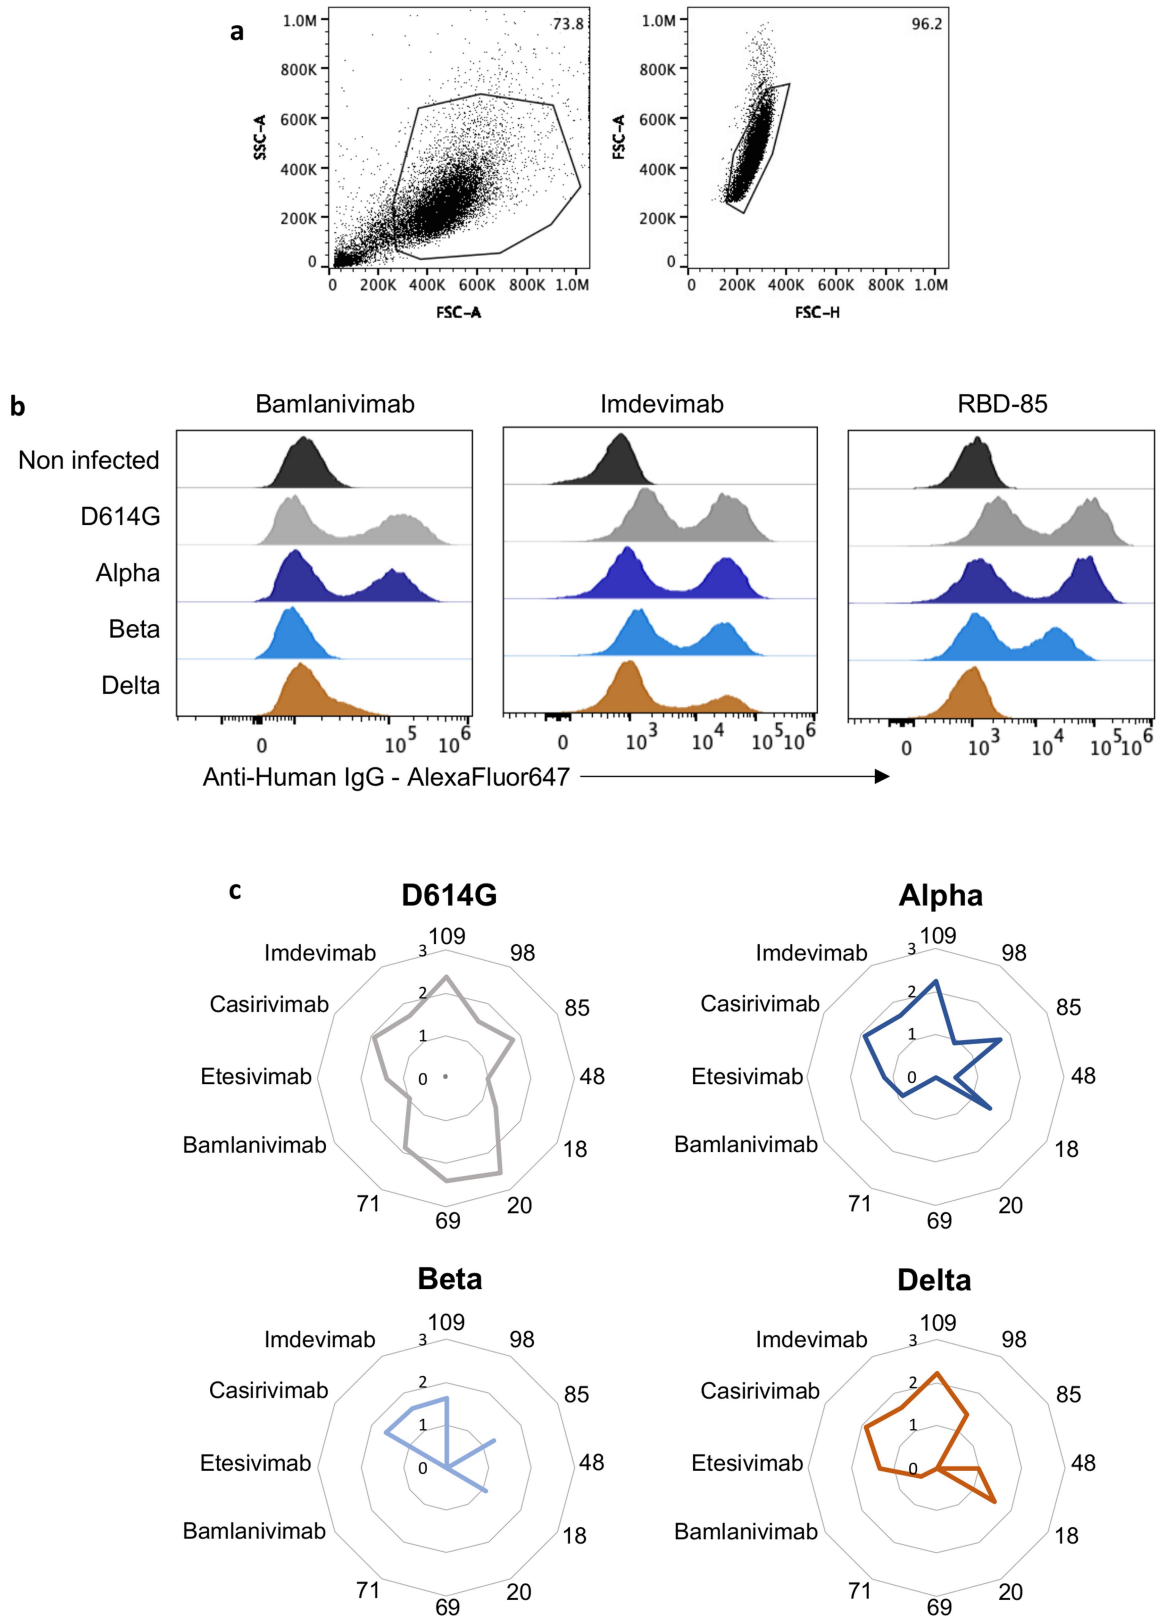 a
1.0M
800K
600K
400K
200K
0
SSC-A
73.8
0 200K 400K 600K 800K 1.0M
FSC-A
1.0M
800K
600K
400K
200K
0
FSC-A
96.2
0 200K 400K 600K 800K 1.0M
FSC-H
b
Bamlanivimab Imdevimab RBD-85
Non infected
D614G
Alpha
Beta
Delta
0 10^5 10^6
0 10^3 10^4 10^5 10^6
0 10^3 10^4 10^5 10^6
Anti-Human IgG - AlexaFluor647
c
D614G
109
98
85
48
18
20
69
71
Bamlanivimab
Etesivimab
Casirivimab
Imdevimab
3
2
1
0
Alpha
109
98
85
48
18
20
69
71
Bamlanivimab
Etesivimab
Casirivimab
Imdevimab
3
2
1
0
Beta
109
98
85
48
18
20
69
71
Bamlanivimab
Etesivimab
Casirivimab
Imdevimab
3
2
1
0
Delta
109
98
85
48
18
20
69
71
Bamlanivimab
Etesivimab
Casirivimab
Imdevimab
3
2
1
0